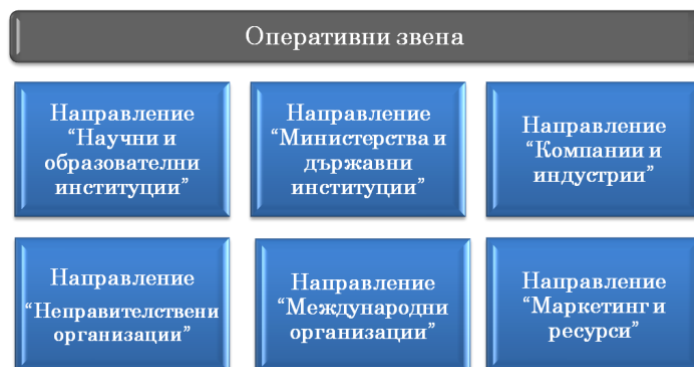 Оперативни звена
Направление
“Научни и
образователни
институции”
Направление
“Министерства и
държавни
институции”
Направление
“Компании и
индустрии”
Направление
“Неправителствени
организации”
Направление
“Международни
организации”
Направление
“Маркетинг и
ресурси”